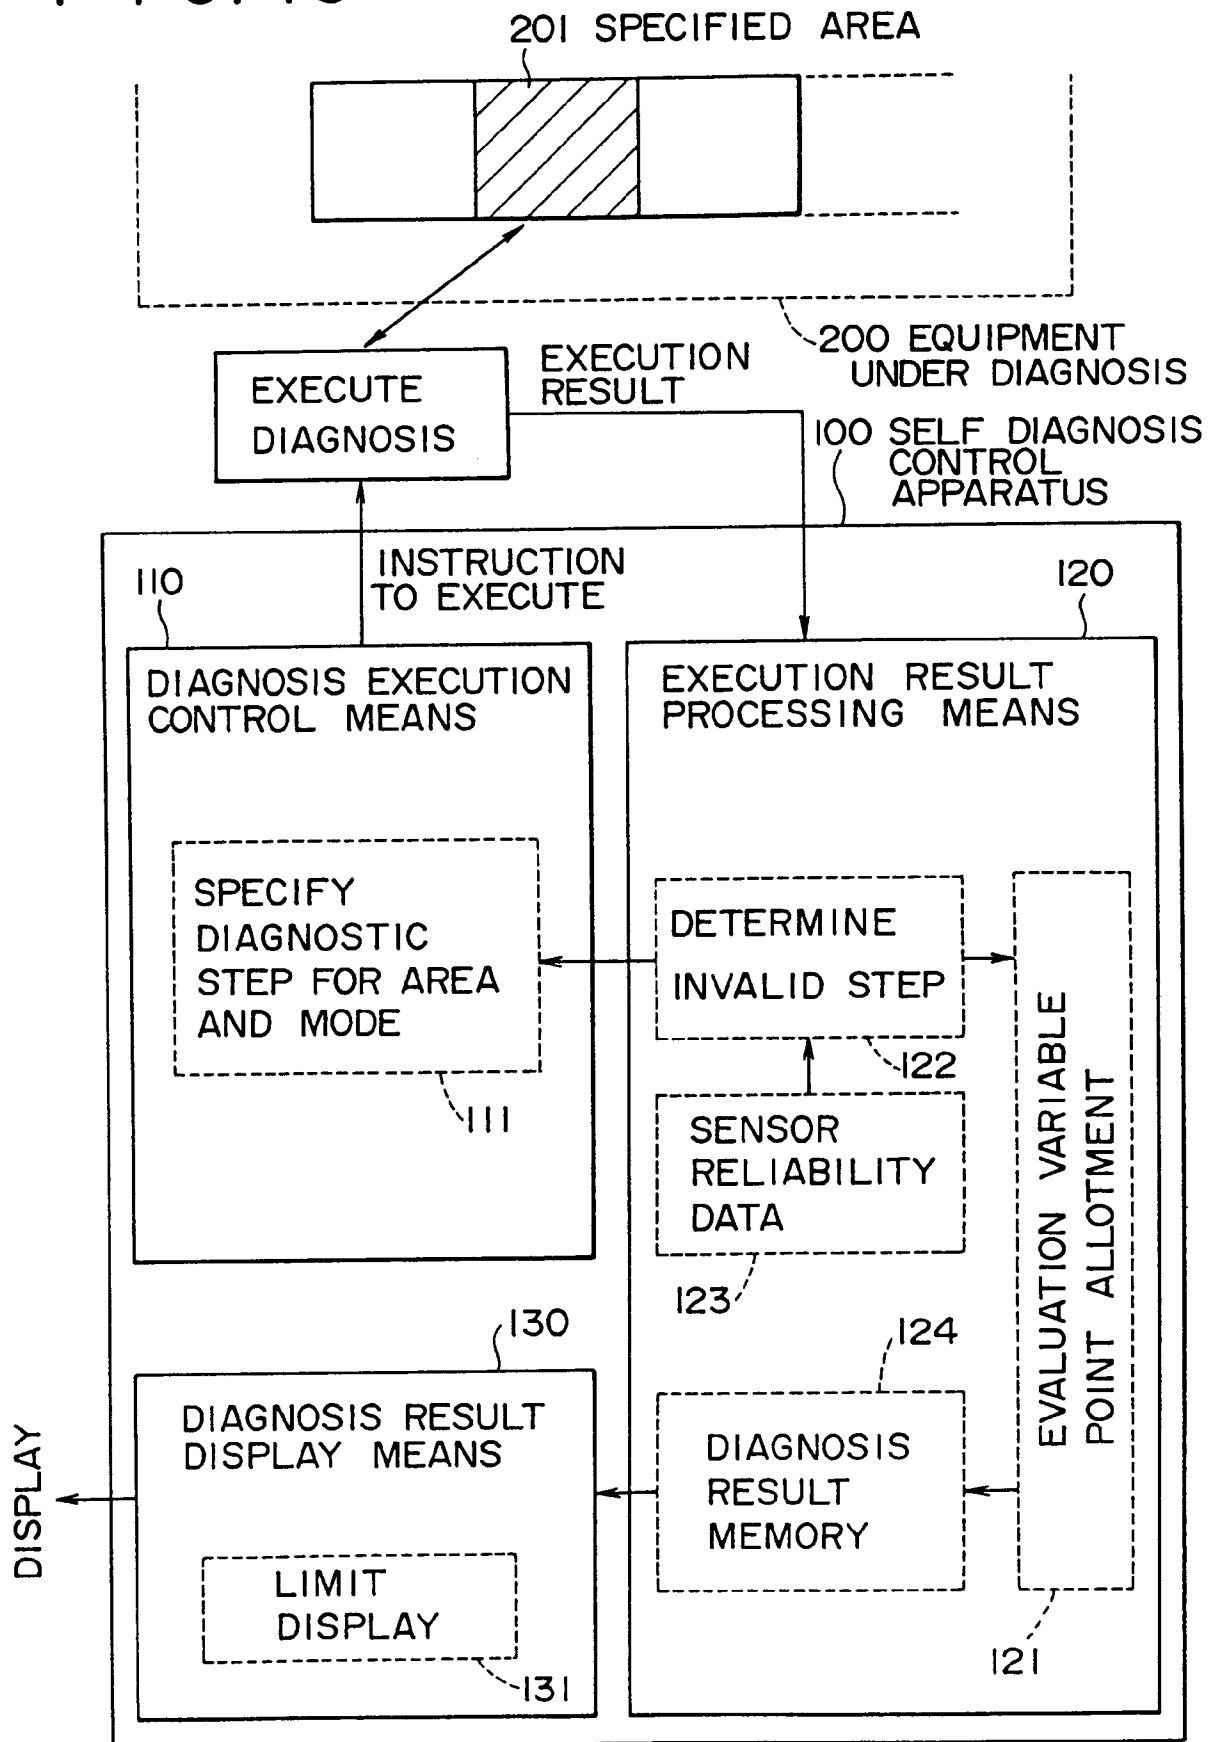 201 SPECIFIED AREA
200 EQUIPMENT
UNDER DIAGNOSIS
EXECUTE
DIAGNOSIS
EXECUTION
RESULT
100 SELF DIAGNOSIS
CONTROL
APPARATUS
INSTRUCTION
TO EXECUTE
110
120
DIAGNOSIS EXECUTION
CONTROL MEANS
EXECUTION RESULT
PROCESSING MEANS
SPECIFY
DIAGNOSTIC
STEP FOR AREA
AND MODE
111
DETERMINE
INVALID STEP
122
SENSOR
RELIABILITY
DATA
123
EVALUATION VARIABLE
POINT ALLOTMENT
121
124
DIAGNOSIS
RESULT
MEMORY
130
DIAGNOSIS RESULT
DISPLAY MEANS
LIMIT
DISPLAY
131
DISPLAY